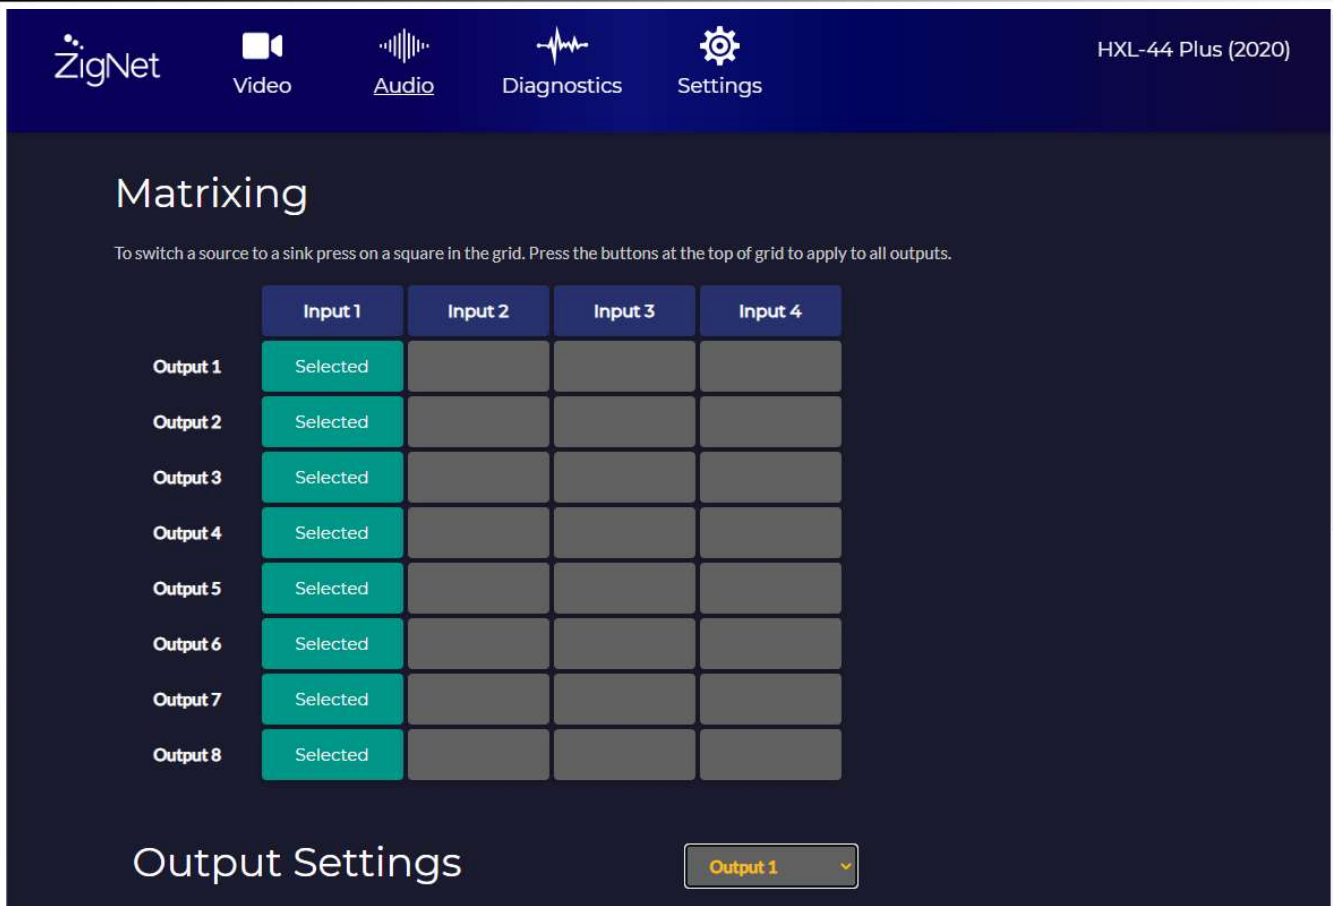 ZigNet
Video
Audio
Diagnostics
Settings
HXL-44 Plus (2020)
Matrixing
To switch a source to a sink press on a square in the grid. Press the buttons at the top of grid to apply to all outputs.
Input 1 Input 2 Input 3 Input 4
Output 1 Selected
Output 2 Selected
Output 3 Selected
Output 4 Selected
Output 5 Selected
Output 6 Selected
Output 7 Selected
Output 8 Selected
Output Settings Output 1